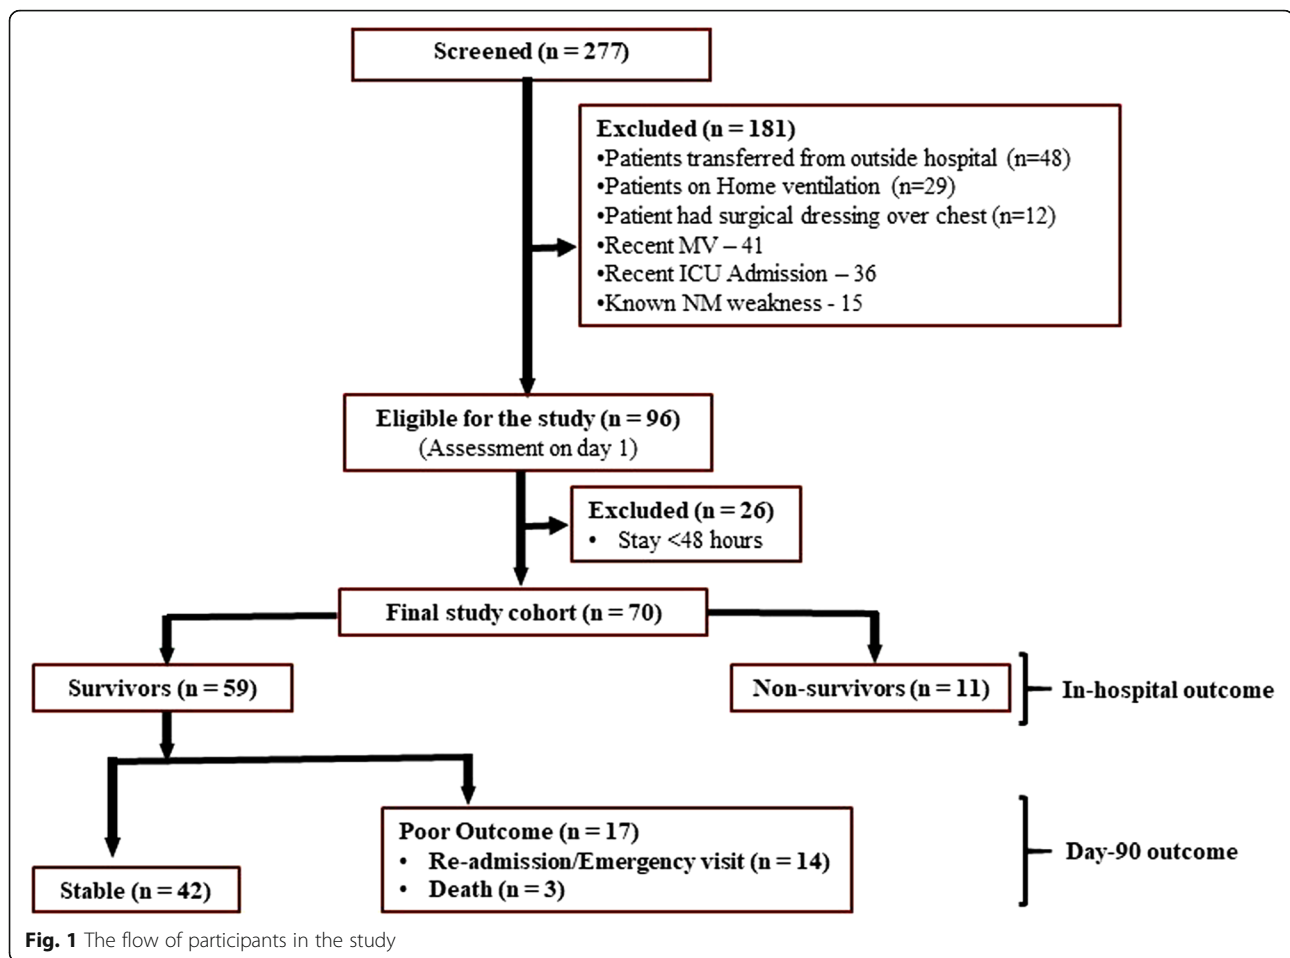 Screened (n = 277)
Excluded (n = 181)
•Patients transferred from outside hospital (n=48)
•Patients on Home ventilation (n=29)
•Patient had surgical dressing over chest (n=12)
•Recent MV – 41
•Recent ICU Admission – 36
•Known NM weakness - 15
Eligible for the study (n = 96)
(Assessment on day 1)
Excluded (n = 26)
• Stay <48 hours
Final study cohort (n = 70)
Survivors (n = 59)
Non-survivors (n = 11)
In-hospital outcome
Poor Outcome (n = 17)
• Re-admission/Emergency visit (n = 14)
• Death (n = 3)
Day-90 outcome
Stable (n = 42)
Fig. 1 The flow of participants in the study